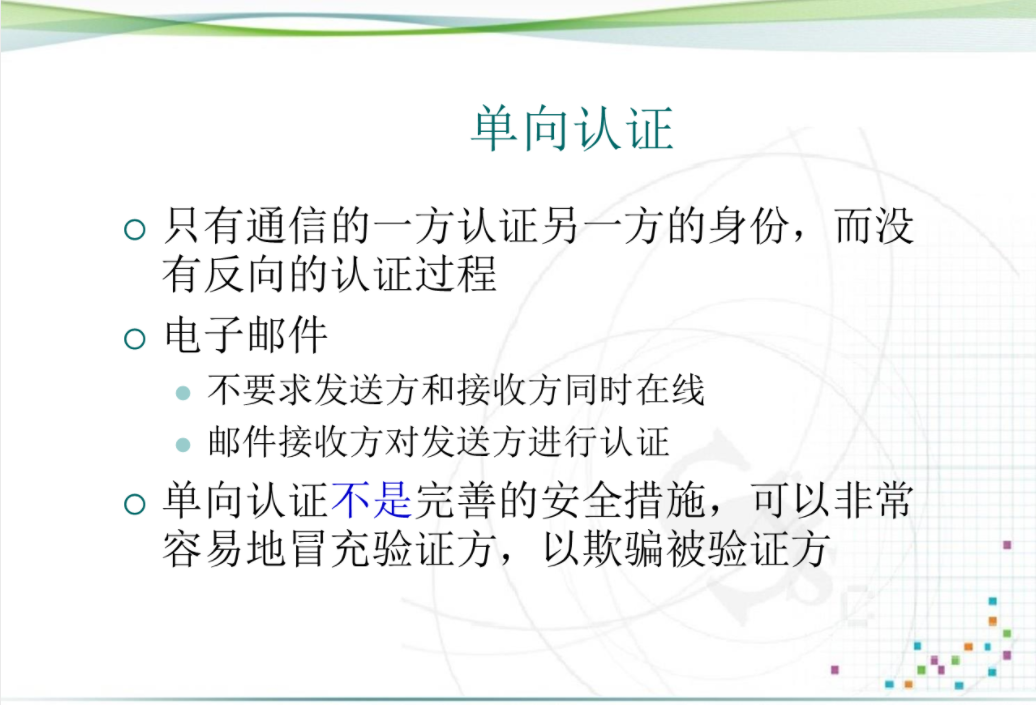 单向认证
只有通信的一方认证另一方的身份，而没
有反向的认证过程
电子邮件
不要求发送方和接收方同时在线
邮件接收方对发送方进行认证
单向认证不是完善的安全措施，可以非常
容易地冒充验证方，以欺骗被验证方